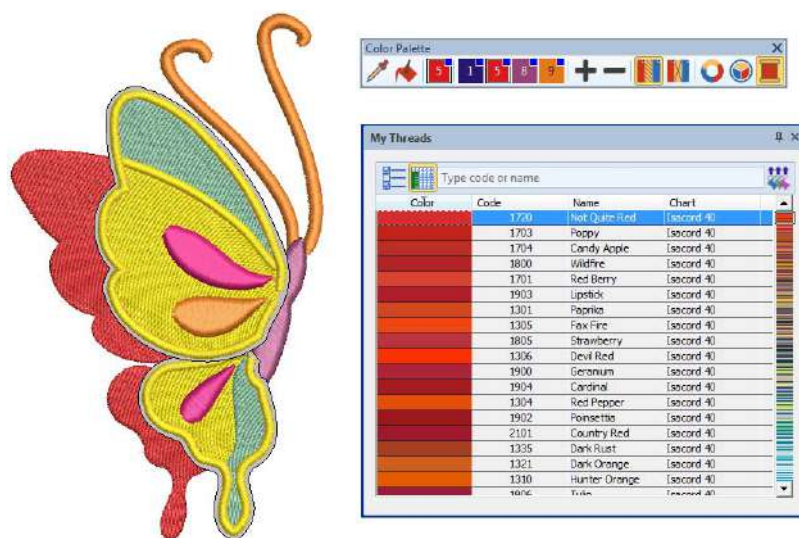 Color Palette
5 1 5 8 9
My Threads
Type code or name
Color Code Name Chart
1720 Not Quite Red Isacord 40
1703 Poppy Isacord 40
1704 Candy Apple Isacord 40
1800 Wildfire Isacord 40
1701 Red Berry Isacord 40
1903 Lipstick Isacord 40
1301 Paprika Isacord 40
1305 Fax Fire Isacord 40
1805 Strawberry Isacord 40
1306 Devil Red Isacord 40
1900 Geranium Isacord 40
1904 Cardinal Isacord 40
1304 Red Pepper Isacord 40
1902 Poinsettia Isacord 40
2101 Country Red Isacord 40
1335 Dark Rust Isacord 40
1321 Dark Orange Isacord 40
1310 Hunter Orange Isacord 40
1906 Tulip Isacord 40